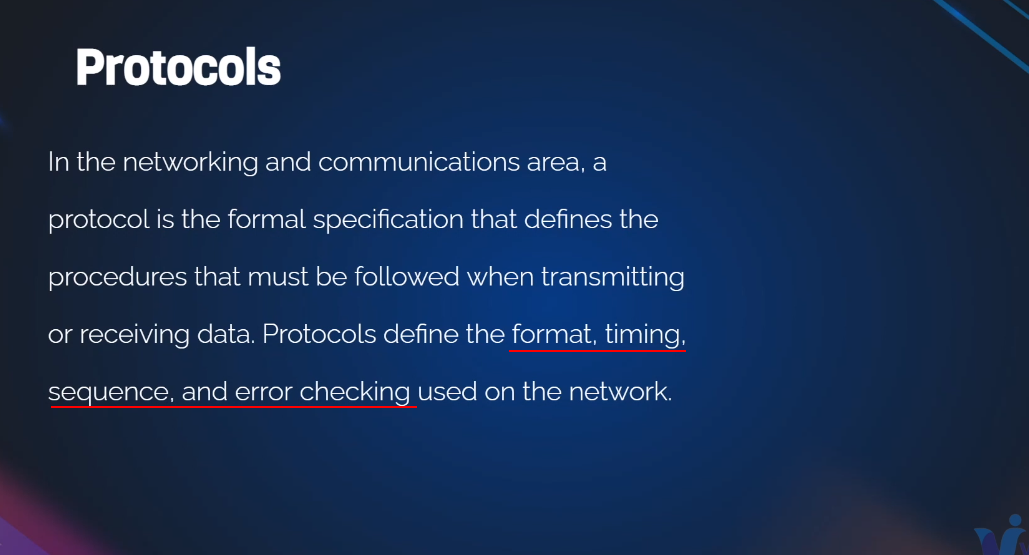 Protocols
In the networking and communications area, a
protocol is the formal specification that defines the
procedures that must be followed when transmitting
or receiving data. Protocols define the format, timing,
sequence, and error checking used on the network.